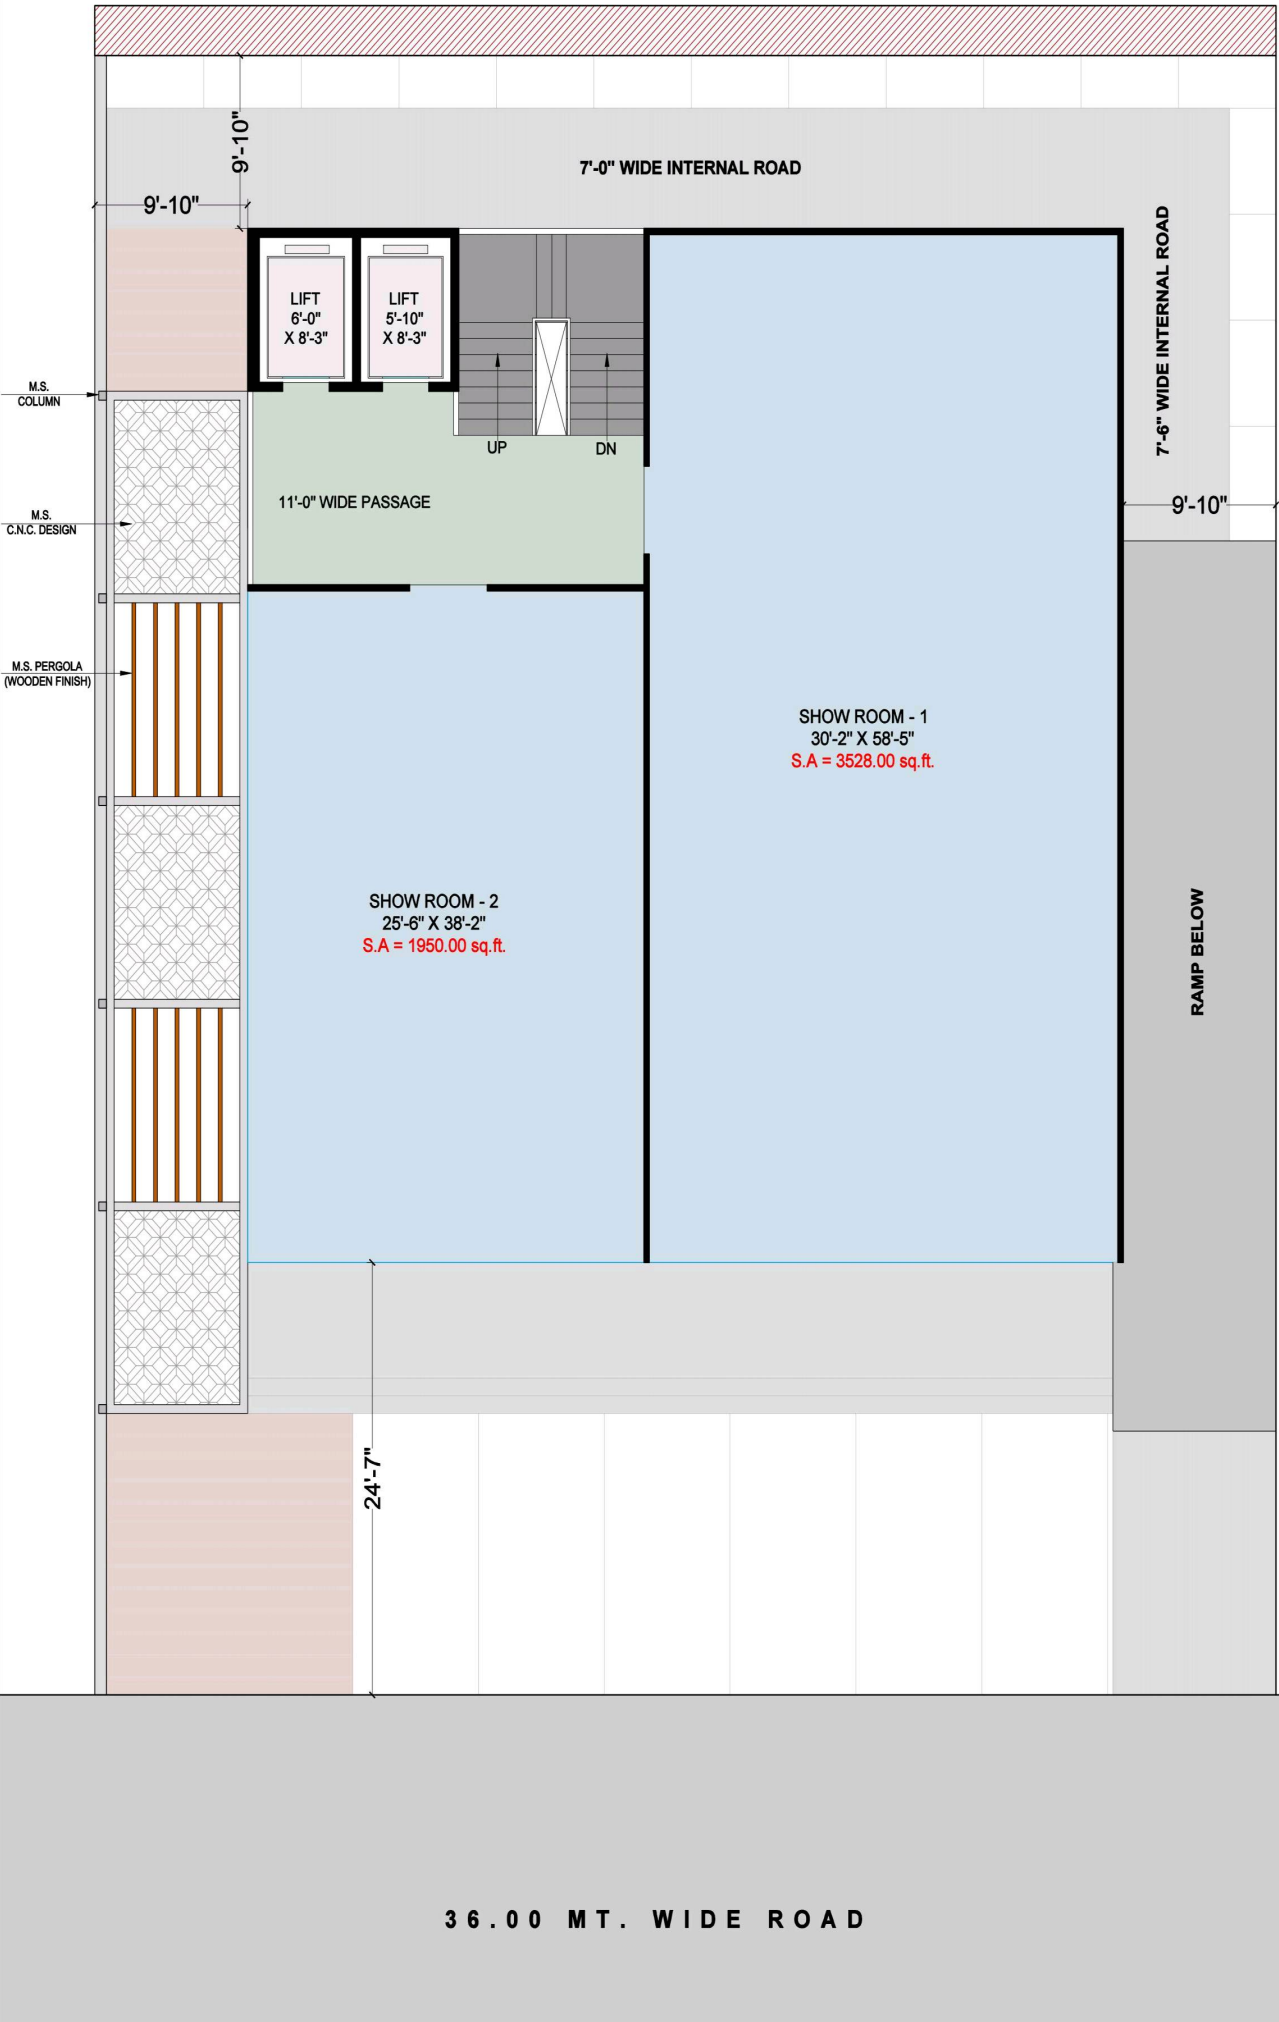 9'-10"
7'-0" WIDE INTERNAL ROAD
9'-10"
7'-6" WIDE INTERNAL ROAD
LIFT
6'-0"
X 8'-3"
LIFT
5'-10"
X 8'-3"
M.S.
COLUMN
UP
DN
11'-0" WIDE PASSAGE
9'-10"
M.S.
C.N.C. DESIGN
M.S. PERGOLA
(WOODEN FINISH)
SHOW ROOM - 1
30'-2" X 58'-5"
S.A = 3528.00 sq.ft.
SHOW ROOM - 2
25'-6" X 38'-2"
S.A = 1950.00 sq.ft.
RAMP BELOW
24'-7"
36.00 MT. WIDE ROAD